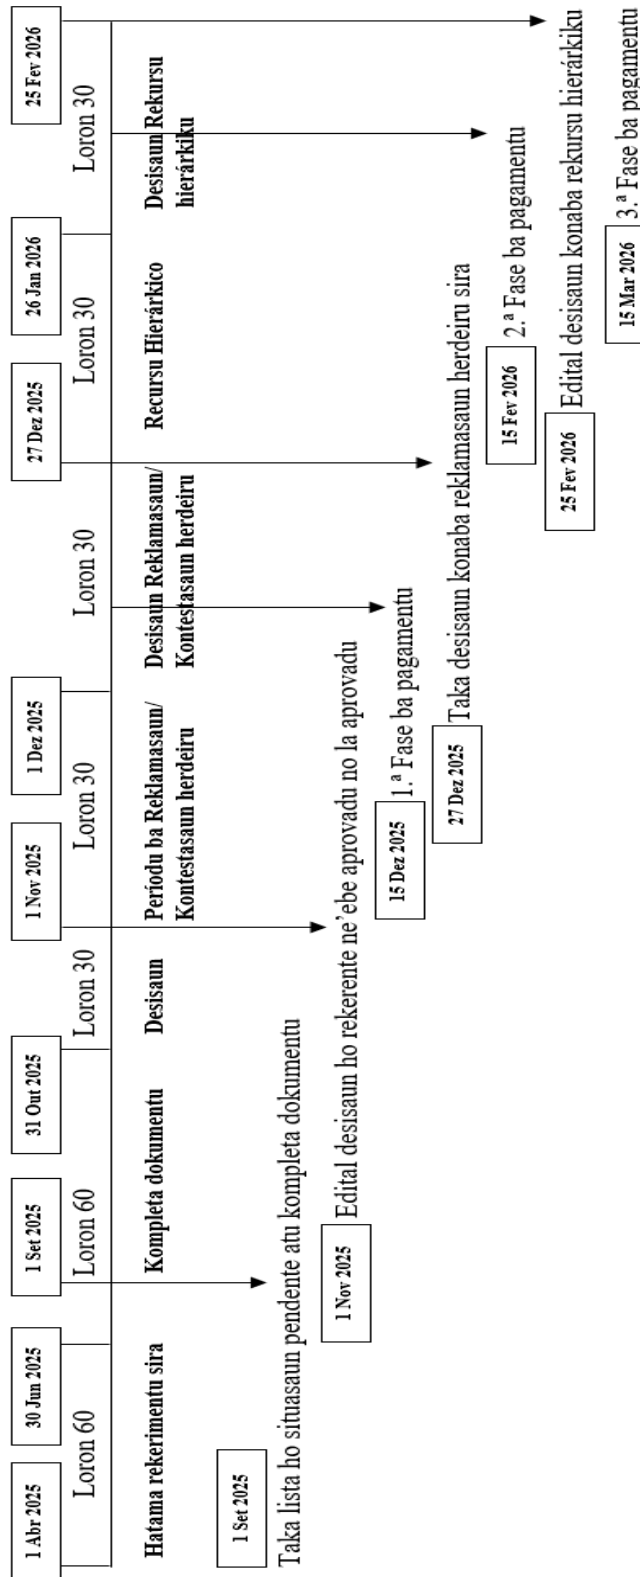 1 Abr 2025
30 Jun 2025
1 Set 2025
31 Out 2025
1 Nov 2025
1 Dez 2025
27 Dez 2025
26 Jan 2026
25 Fev 2026
Loron 60
Loron 60
Loron 30
Loron 30
Loron 30
Loron 30
Loron 30
Hatama rekerimentu sira
Kompleta dokumentu
Desisaun
Períodu ba Reklamasaun/
Kontestasaun herdeiru
Desisaun Reklamasaun/
Kontestasaun herdeiru
Recursu Hierárkico
Desisaun Rekursu
hierárkiku
1 Set 2025
Taka lista ho situasaun pendente atu kompleta dokumentu
1 Nov 2025
Edital desisaun ho rekerente ne'ebe aprovadu no la aprovadu
15 Dez 2025
1.ª Fase ba pagamentu
27 Dez 2025
Taka desisaun konaba reklamasaun herdeiru sira
15 Fev 2026
2.ª Fase ba pagamentu
25 Fev 2026
Edital desisaun konaba rekursu hierárkiku
15 Mar 2026
3.ª Fase ba pagamentu